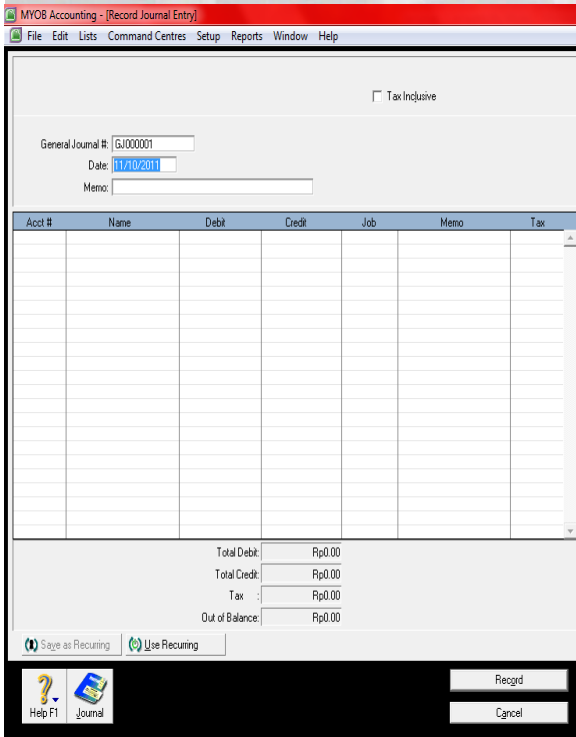 MYOB Accounting - [Record Journal Entry]
File Edit Lists Command Centres Setup Reports Window Help
Tax Inclusive
General Journal #: GJ000001
Date: 11/10/2011
Memo:
Acct # Name Debit Credit Job Memo Tax
Total Debit: Rp0.00
Total Credit: Rp0.00
Tax : Rp0.00
Out of Balance: Rp0.00
Save as Recurring Use Recurring
Help F1 Journal
Record
Cancel